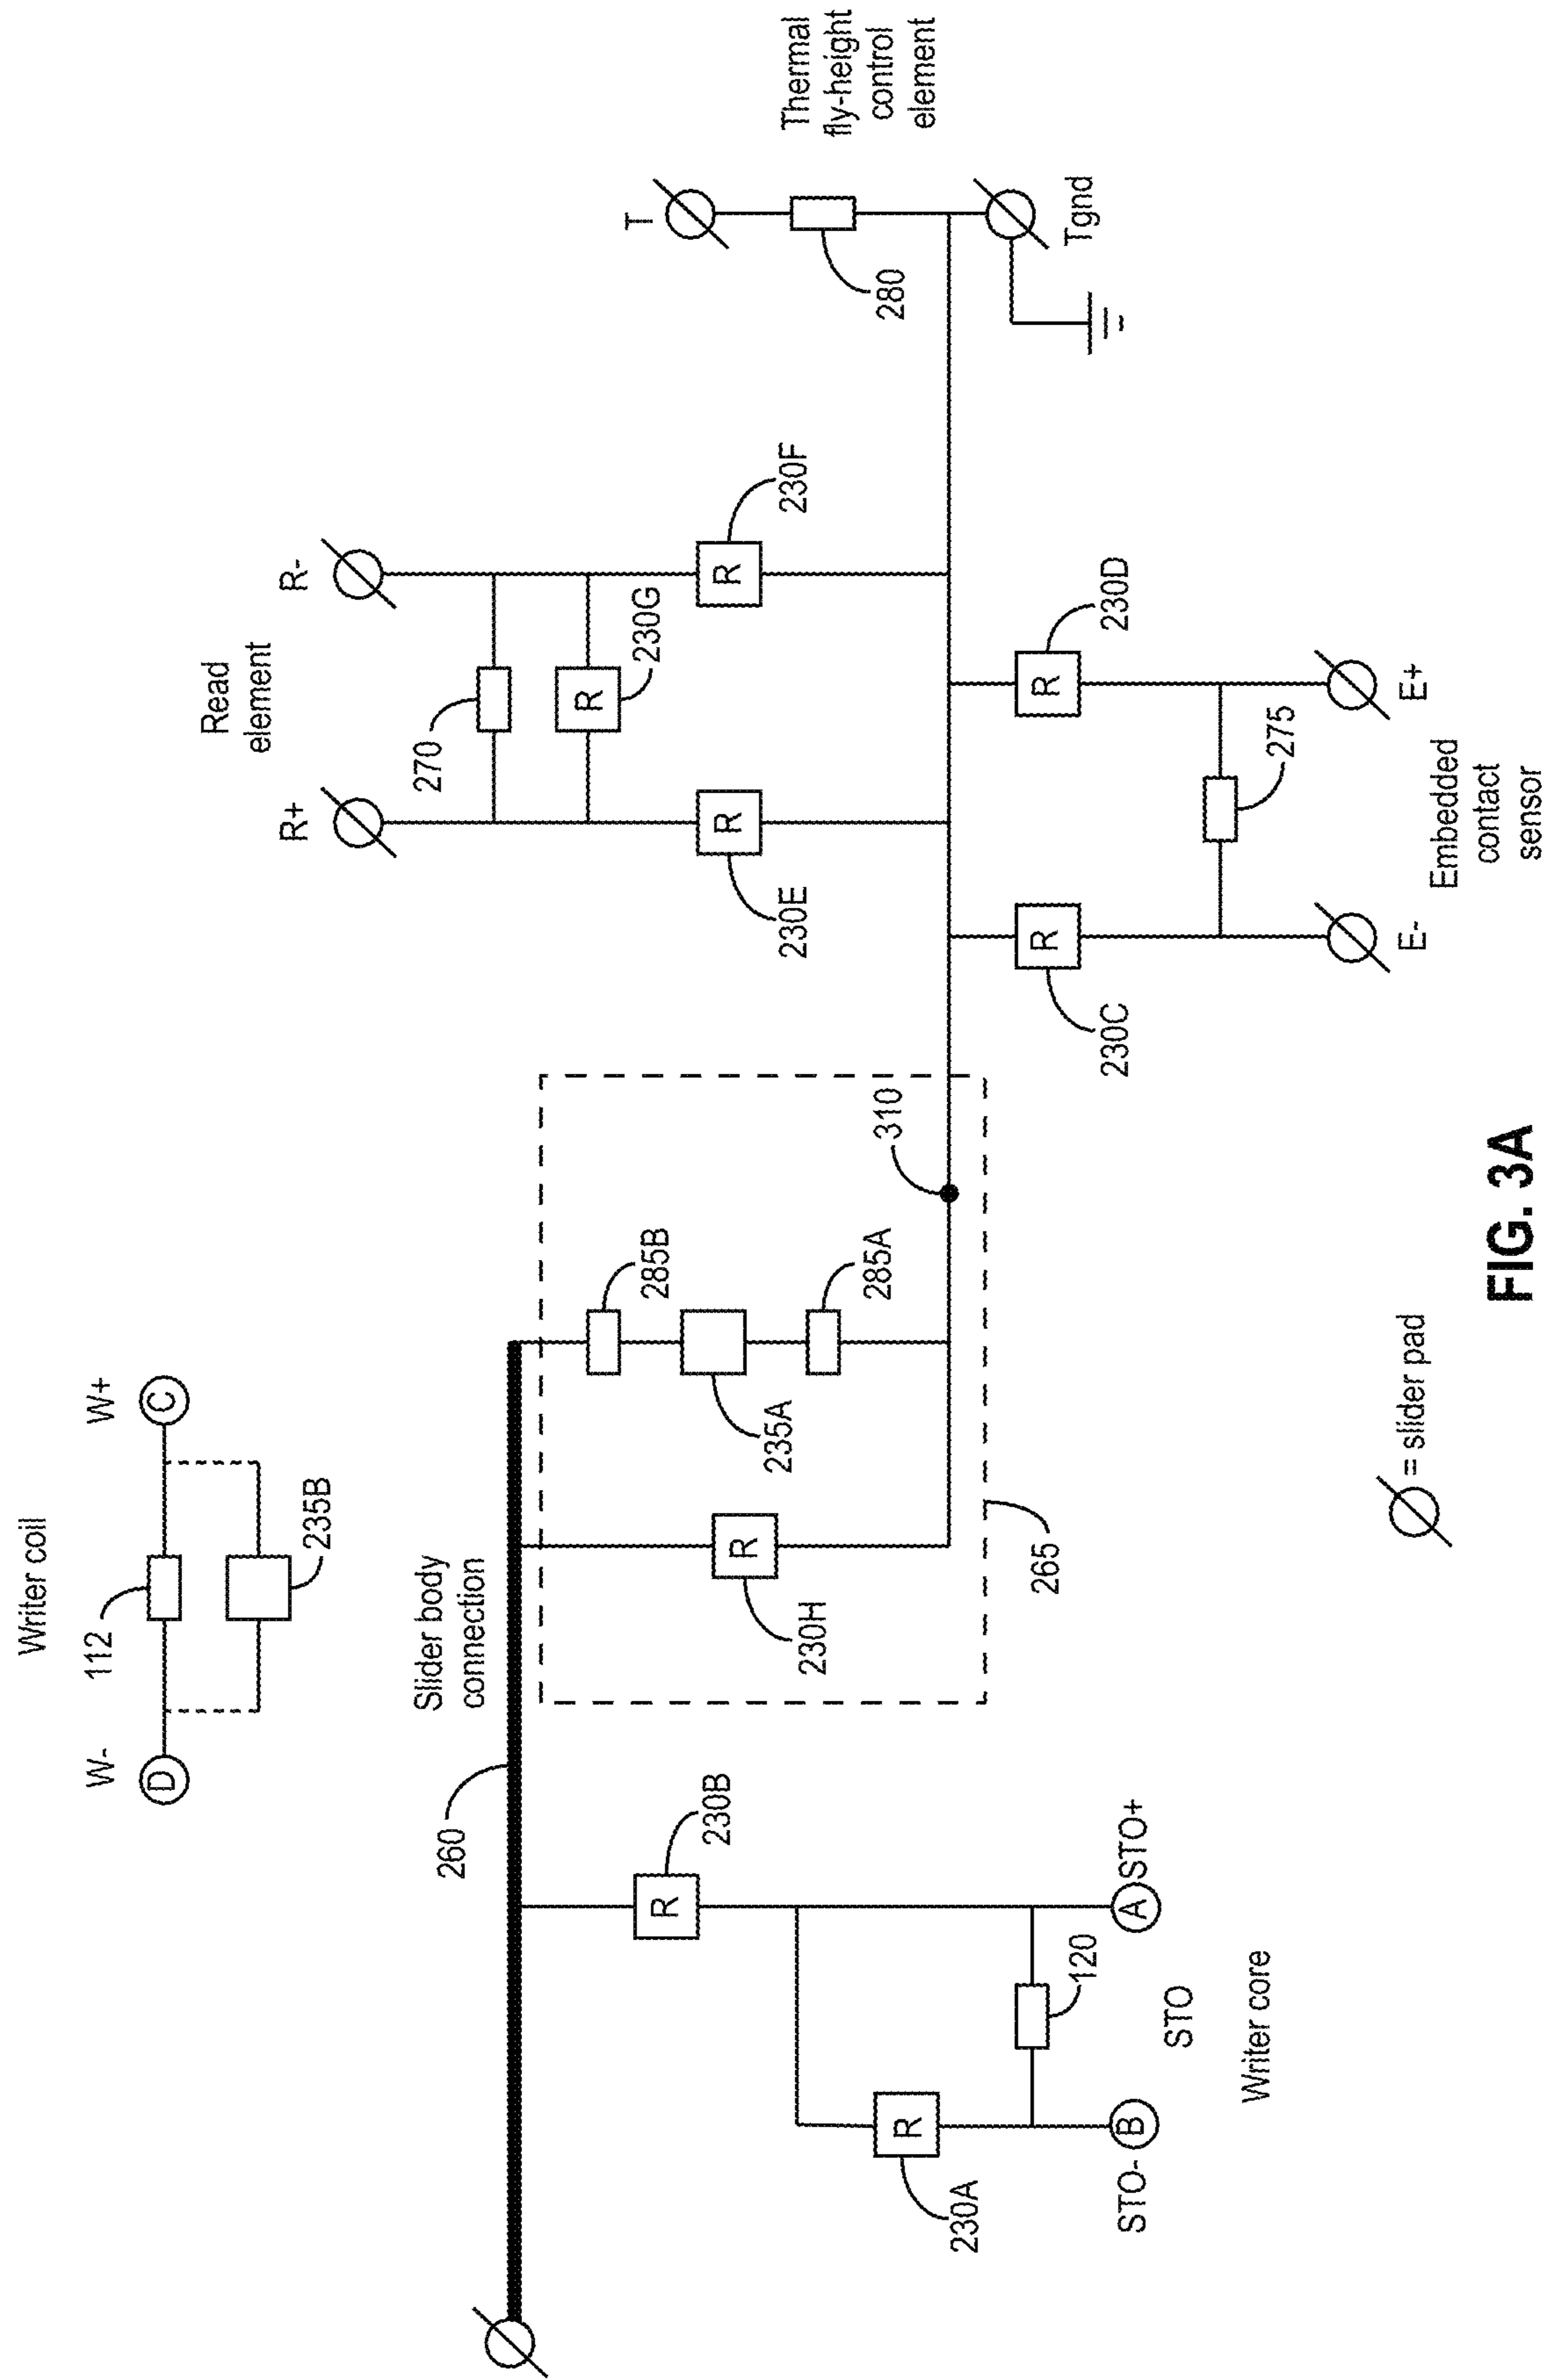 Writer coil
W-
112
W+
D
C
235B
Slider body
connection
260
230B
R
STO-
B
230A
R
120
A
STO+
STO
Writer core
230H
R
235A
285B
285A
265
310
Read
element
R+
R-
270
R
230G
R
230E
R
230F
R
230C
R
230D
275
E-
E+
Embedded
contact
sensor
T
280
Tgnd
Thermal
fly-height
control
element
= slider pad
FIG. 3A